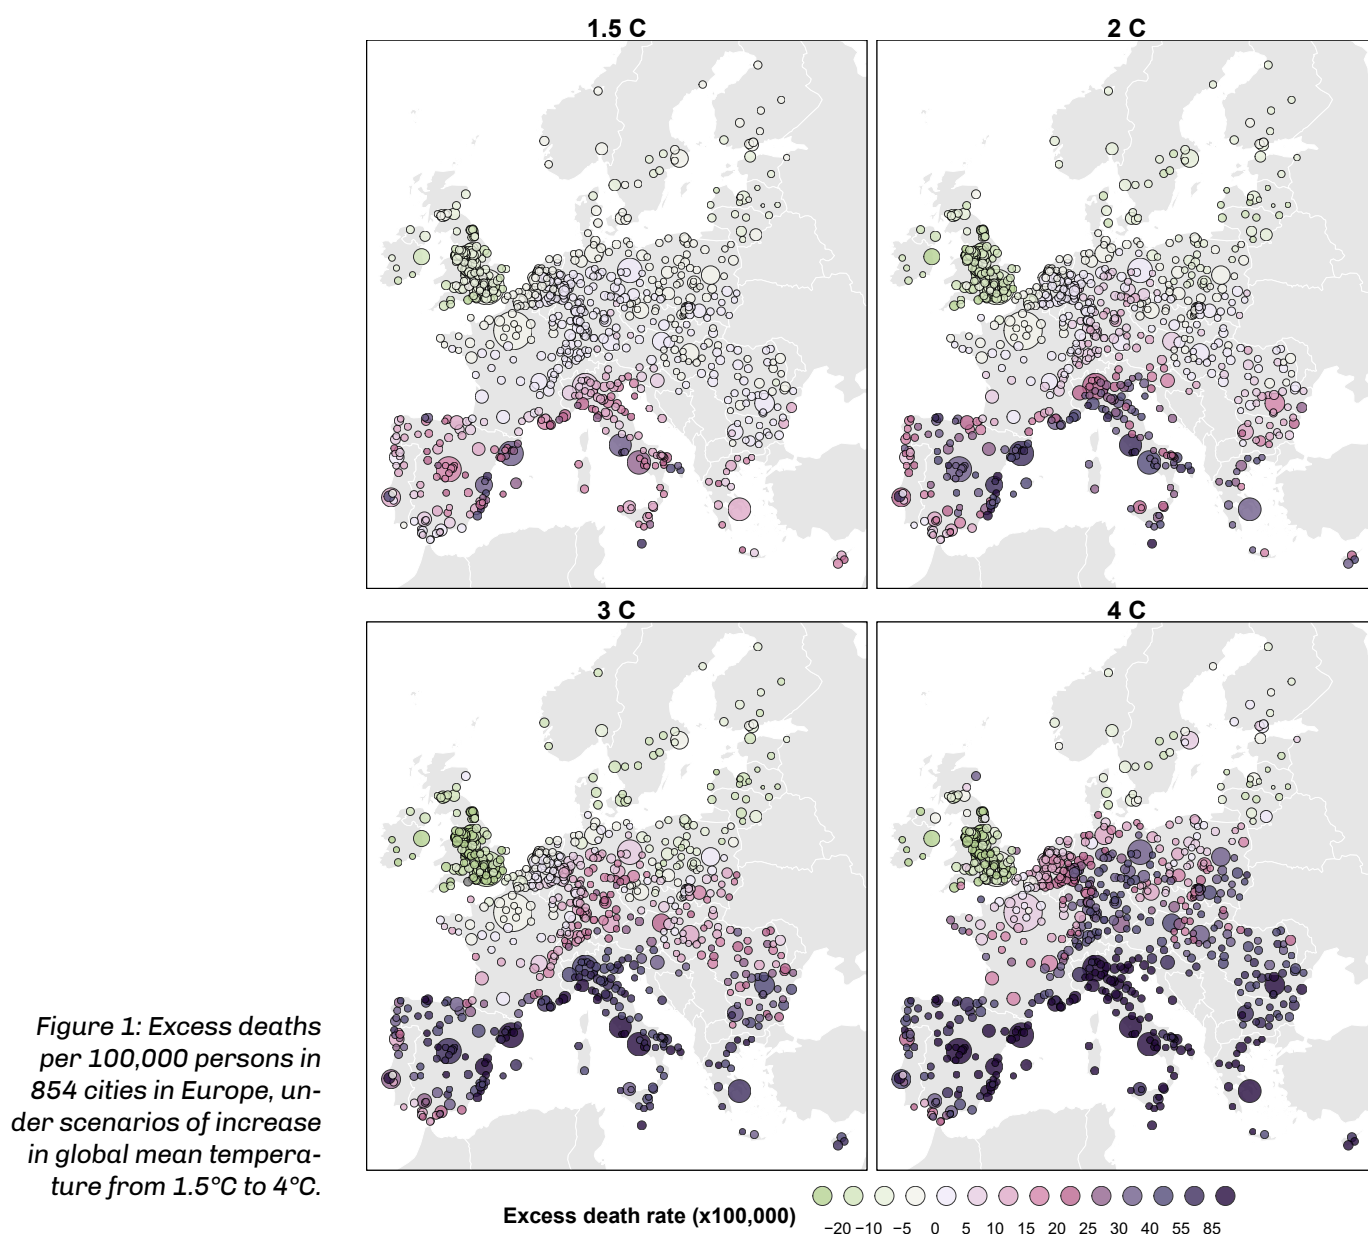 1.5 C
2 C
3 C
4 C
Figure 1: Excess deaths
per 100,000 persons in
854 cities in Europe, un-
der scenarios of increase
in global mean tempera-
ture from 1.5°C to 4°C.
Excess death rate (x100,000)
−20 −10 −5 0 5 10 15 20 25 30 40 55 85